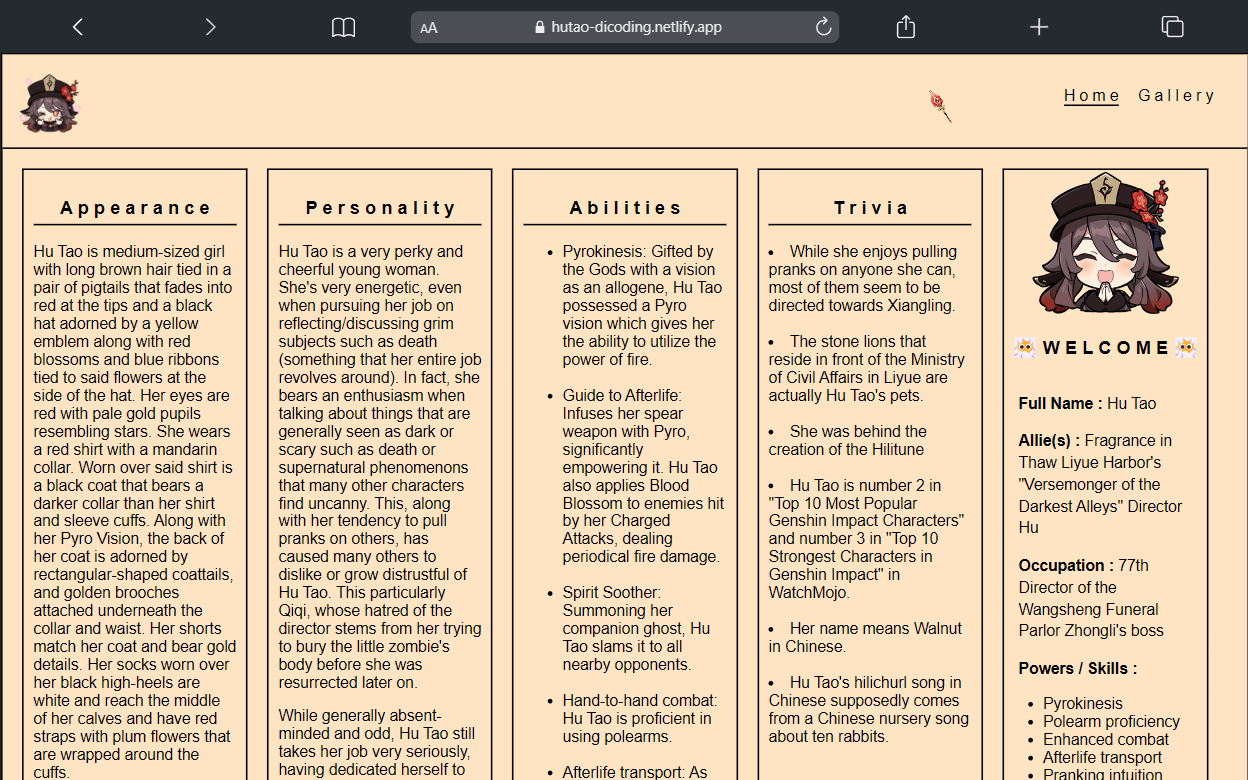 AA
hutao-dicoding.netlify.app
Home Gallery
Appearance
Hu Tao is medium-sized girl
with long brown hair tied in a
pair of pigtails that fades into
red at the tips and a black
hat adorned by a yellow
emblem along with red
blossoms and blue ribbons
tied to said flowers at the
side of the hat. Her eyes are
red with pale gold pupils
resembling stars. She wears
a red shirt with a mandarin
collar. Worn over said shirt is
a black coat that bears a
darker collar than her shirt
and sleeve cuffs. Along with
her Pyro Vision, the back of
her coat is adorned by
rectangular-shaped coattails,
and golden brooches
attached underneath the
collar and waist. Her shorts
match her coat and bear gold
details. Her socks worn over
her black high-heels are
white and reach the middle
of her calves and have red
straps with plum flowers that
are wrapped around the
cuffs.
Personality
Hu Tao is a very perky and
cheerful young woman.
She's very energetic, even
when pursuing her job on
reflecting/discussing grim
subjects such as death
(something that her entire job
revolves around). In fact, she
bears an enthusiasm when
talking about things that are
generally seen as dark or
scary such as death or
supernatural phenomenons
that many other characters
find uncanny. This, along
with her tendency to pull
pranks on others, has
caused many others to
dislike or grow distrustful of
Hu Tao. This particularly
Qiqi, whose hatred of the
director stems from her trying
to bury the little zombie's
body before she was
resurrected later on.
While generally absent-
minded and odd, Hu Tao still
takes her job very seriously,
having dedicated herself to
Abilities
• Pyrokinesis: Gifted by
the Gods with a vision
as an allogene, Hu Tao
possessed a Pyro
vision which gives her
the ability to utilize the
power of fire.
• Guide to Afterlife:
Infuses her spear
weapon with Pyro,
significantly
empowering it. Hu Tao
also applies Blood
Blossom to enemies hit
by her Charged
Attacks, dealing
periodical fire damage.
• Spirit Soother:
Summoning her
companion ghost, Hu
Tao slams it to all
nearby opponents.
• Hand-to-hand combat:
Hu Tao is proficient in
using polearms.
• Afterlife transport: As
Trivia
• While she enjoys pulling
pranks on anyone she can,
most of them seem to be
directed towards Xiangling.
• The stone lions that
reside in front of the Ministry
of Civil Affairs in Liyue are
actually Hu Tao's pets.
• She was behind the
creation of the Hilitune
• Hu Tao is number 2 in
"Top 10 Most Popular
Genshin Impact Characters"
and number 3 in "Top 10
Strongest Characters in
Genshin Impact" in
WatchMojo.
• Her name means Walnut
in Chinese.
• Hu Tao's hilichurl song in
Chinese supposedly comes
from a Chinese nursery song
about ten rabbits.
WELCOME
Full Name : Hu Tao
Allie(s) : Fragrance in
Thaw Liyue Harbor's
"Versemonger of the
Darkest Alleys" Director
Hu
Occupation : 77th
Director of the
Wangsheng Funeral
Parlor Zhongli's boss
Powers / Skills :
• Pyrokinesis
• Polearm proficiency
• Enhanced combat
• Afterlife transport
• Pranking intuition